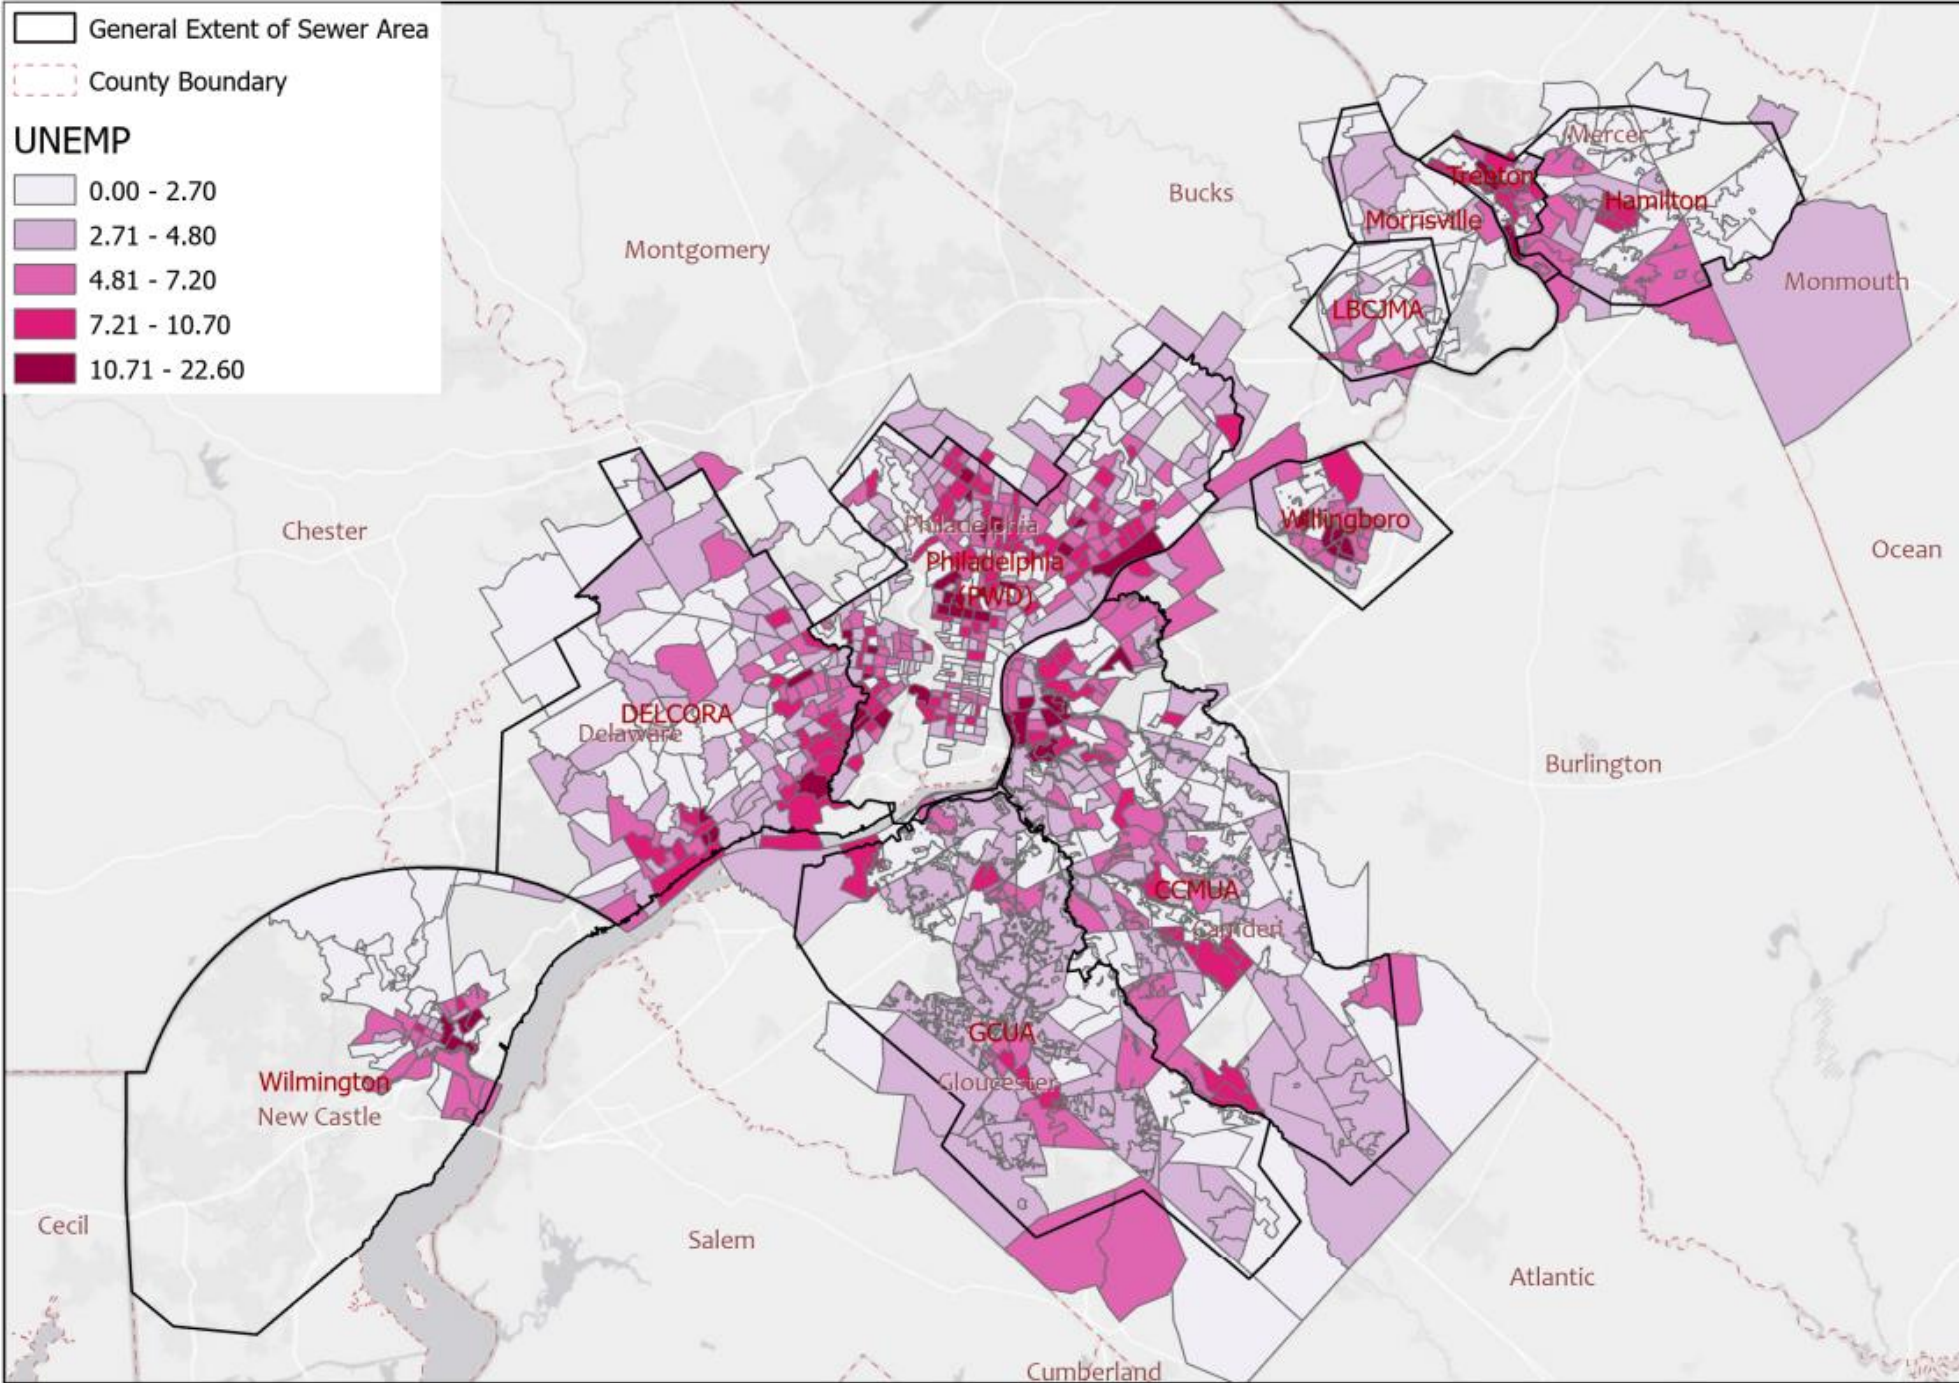 General Extent of Sewer Area
County Boundary
UNEMP
0.00 - 2.70
2.71 - 4.80
4.81 - 7.20
7.21 - 10.70
10.71 - 22.60
Mercer
Trenton
Hamilton
Bucks
Morrisville
Montgomery
Monmouth
LBCJMA
Willingboro
Chester
Philadelphia
Ocean
Philadelphia
(PWD)
DELCORA
Delaware
Burlington
CCMUA
Camden
GCUA
Wilmington
Gloucester
New Castle
Cecil
Salem
Atlantic
Cumberland